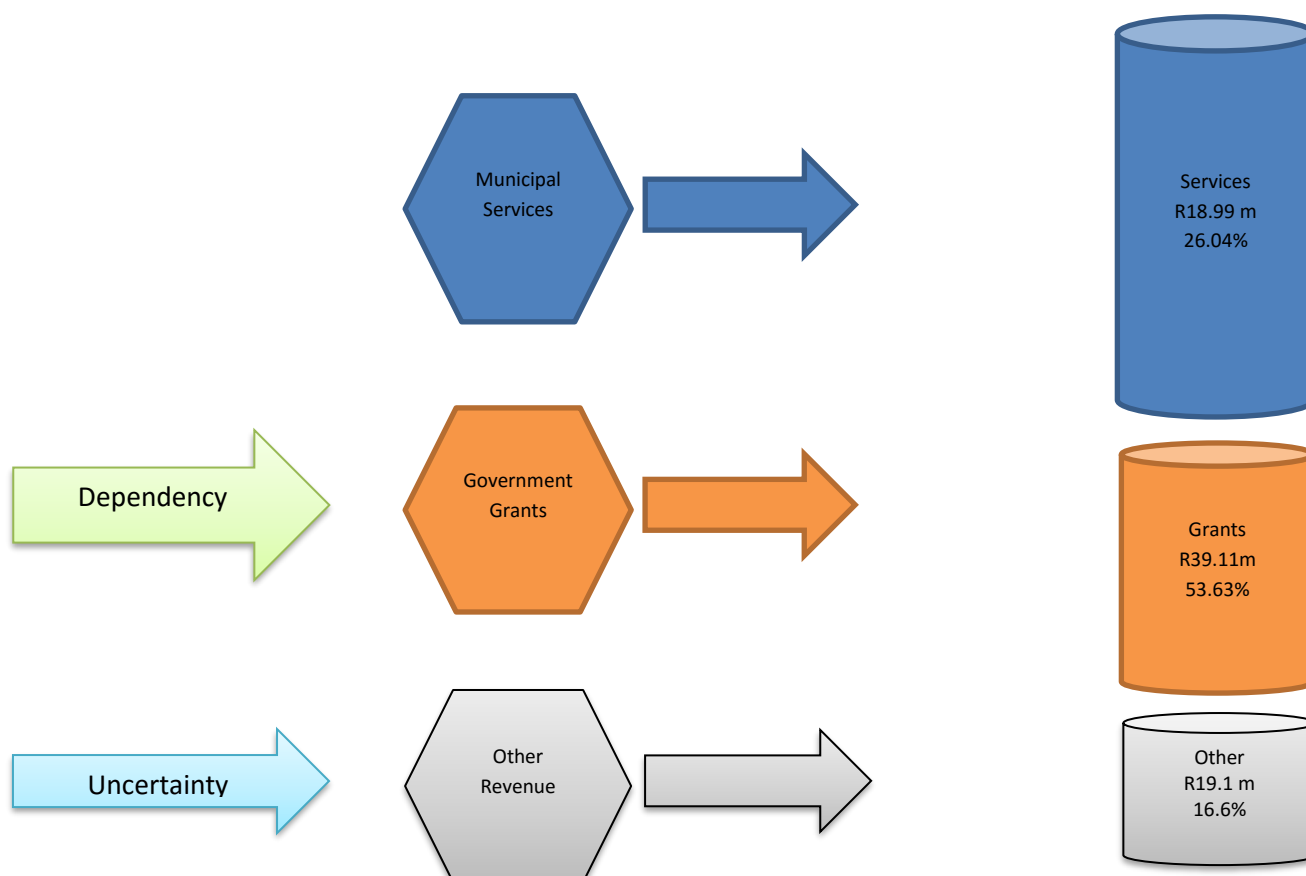 Municipal
Services
Services
R18.99 m
26.04%
Dependency
Government
Grants
Grants
R39.11m
53.63%
Uncertainty
Other
Revenue
Other
R19.1 m
16.6%